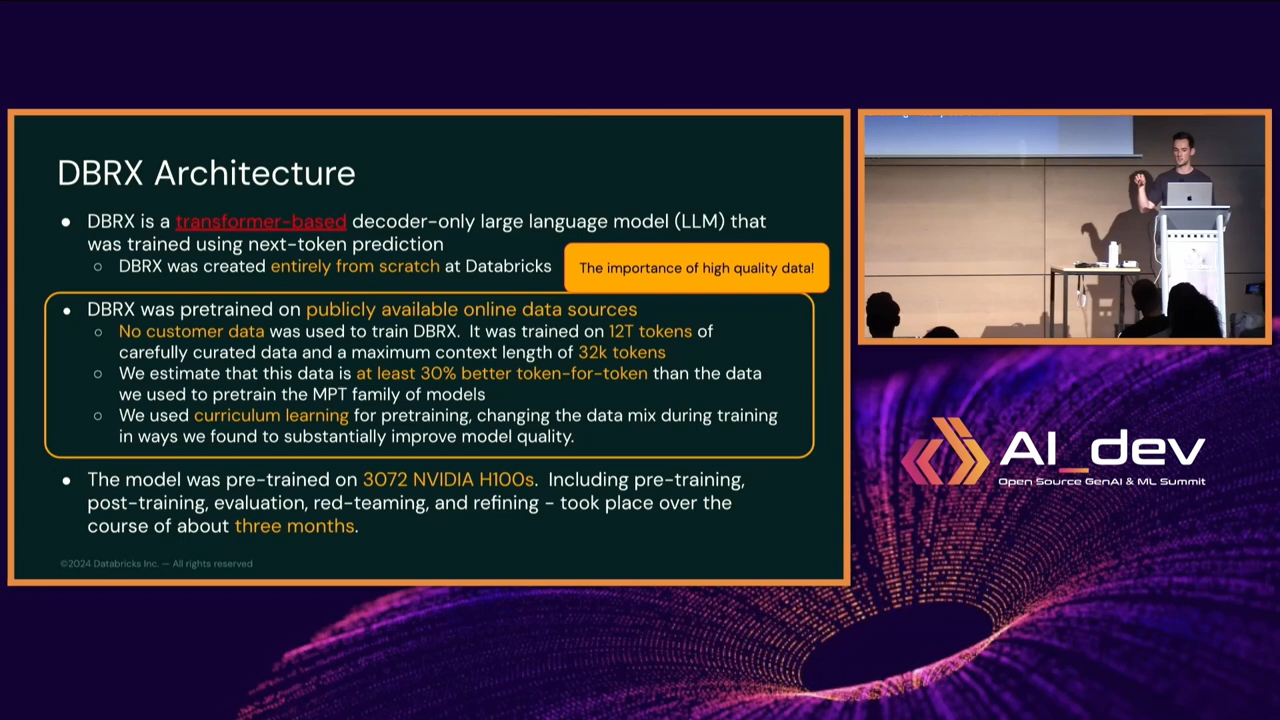 DBRX Architecture
● DBRX is a transformer-based decoder-only large language model (LLM) that
was trained using next-token prediction
○ DBRX was created entirely from scratch at Databricks
The importance of high quality data!
● DBRX was pretrained on publicly available online data sources
○ No customer data was used to train DBRX. It was trained on 12T tokens of
carefully curated data and a maximum context length of 32k tokens
○ We estimate that this data is at least 30% better token-for-token than the data
we used to pretrain the MPT family of models
○ We used curriculum learning for pretraining, changing the data mix during training
in ways we found to substantially improve model quality.
● The model was pre-trained on 3072 NVIDIA H100s. Including pre-training,
post-training, evaluation, red-teaming, and refining - took place over the
course of about three months.
©2024 Databricks Inc. — All rights reserved
AI_dev
Open Source GenAI & ML Summit